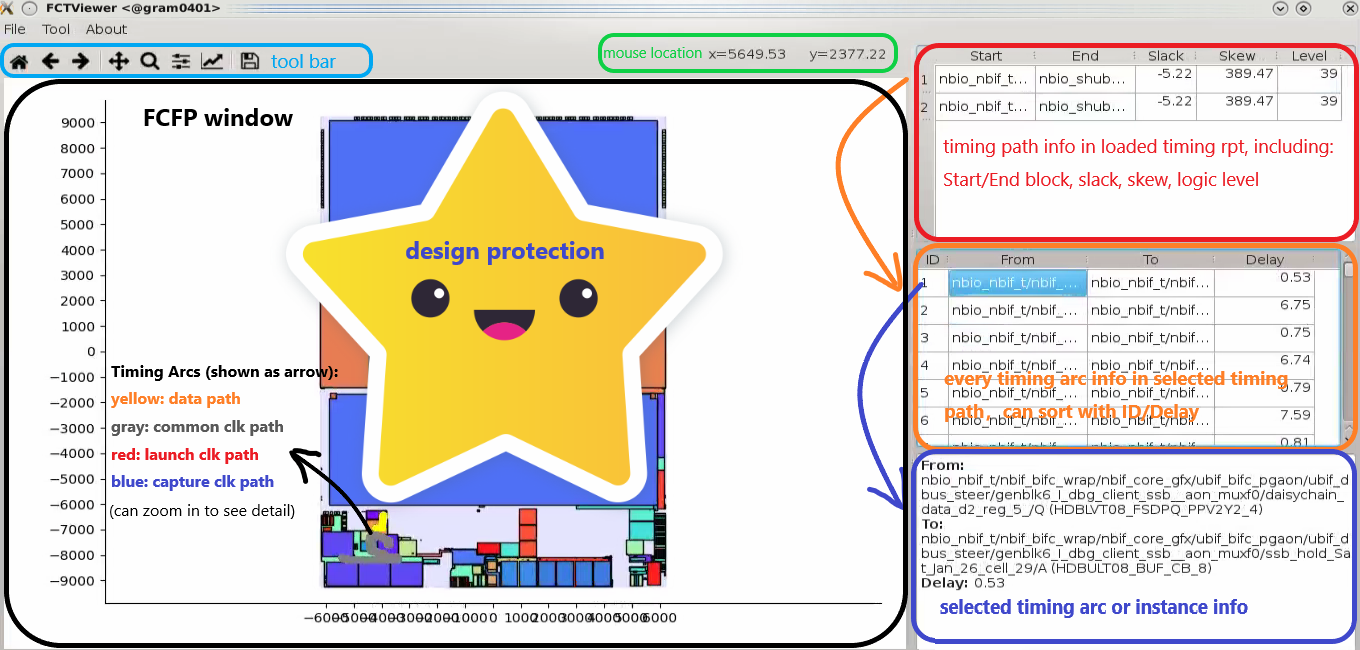 FCTViewer <@gram0401>
File Tool About
tool bar
mouse location x=5649.53 y=2377.22
FCFP window
9000
8000
7000
6000
5000
4000
3000
2000
1000
0
−1000
−2000
−3000
−4000
−5000
−6000
−7000
−8000
−9000
design protection
Timing Arcs (shown as arrow):
yellow: data path
gray: common clk path
red: launch clk path
blue: capture clk path
(can zoom in to see detail)
−6000 −5000 −4000 −3000 −2000 −1000 0 1000 2000 3000 4000 5000 6000
Start End Slack Skew Level
1 nbio_nbif_t... nbio_shub... -5.22 389.47 39
2 nbio_nbif_t... nbio_shub... -5.22 389.47 39
timing path info in loaded timing rpt, including:
Start/End block, slack, skew, logic level
ID From To Delay
1 nbio_nbif_t/nbif_... nbio_nbif_t/nbif... 0.53
2 nbio_nbif_t/nbif_... nbio_nbif_t/nbif... 6.75
3 nbio_nbif_t/nbif_... nbio_nbif_t/nbif... 0.75
4 nbio_nbif_t/nbif_... nbio_nbif_t/nbif... 6.74
5 nbio_nbif_t/nbif_... nbio_nbif_t/nbif... 0.79
6 nbio_nbif_t/nbif_... nbio_nbif_t/nbif... 7.59
0.81
every timing arc info in selected timing
path, can sort with ID/Delay
From:
nbio_nbif_t/nbif_bifc_wrap/nbif_core_gfx/ubif_bifc_pgaon/ubif_d
bus_steer/genblk6_l_dbg_client_ssb__aon_muxf0/daisychain_
data_d2_reg_5_/Q (HDBLVT08_FSDPQ_PPV2Y2_4)
To:
nbio_nbif_t/nbif_bifc_wrap/nbif_core_gfx/ubif_bifc_pgaon/ubif_d
bus_steer/genblk6_l_dbg_client_ssb__aon_muxf0/ssb_hold_Sa
t_Jan_26_cell_29/A (HDBULT08_BUF_CB_8)
Delay: 0.53
selected timing arc or instance info